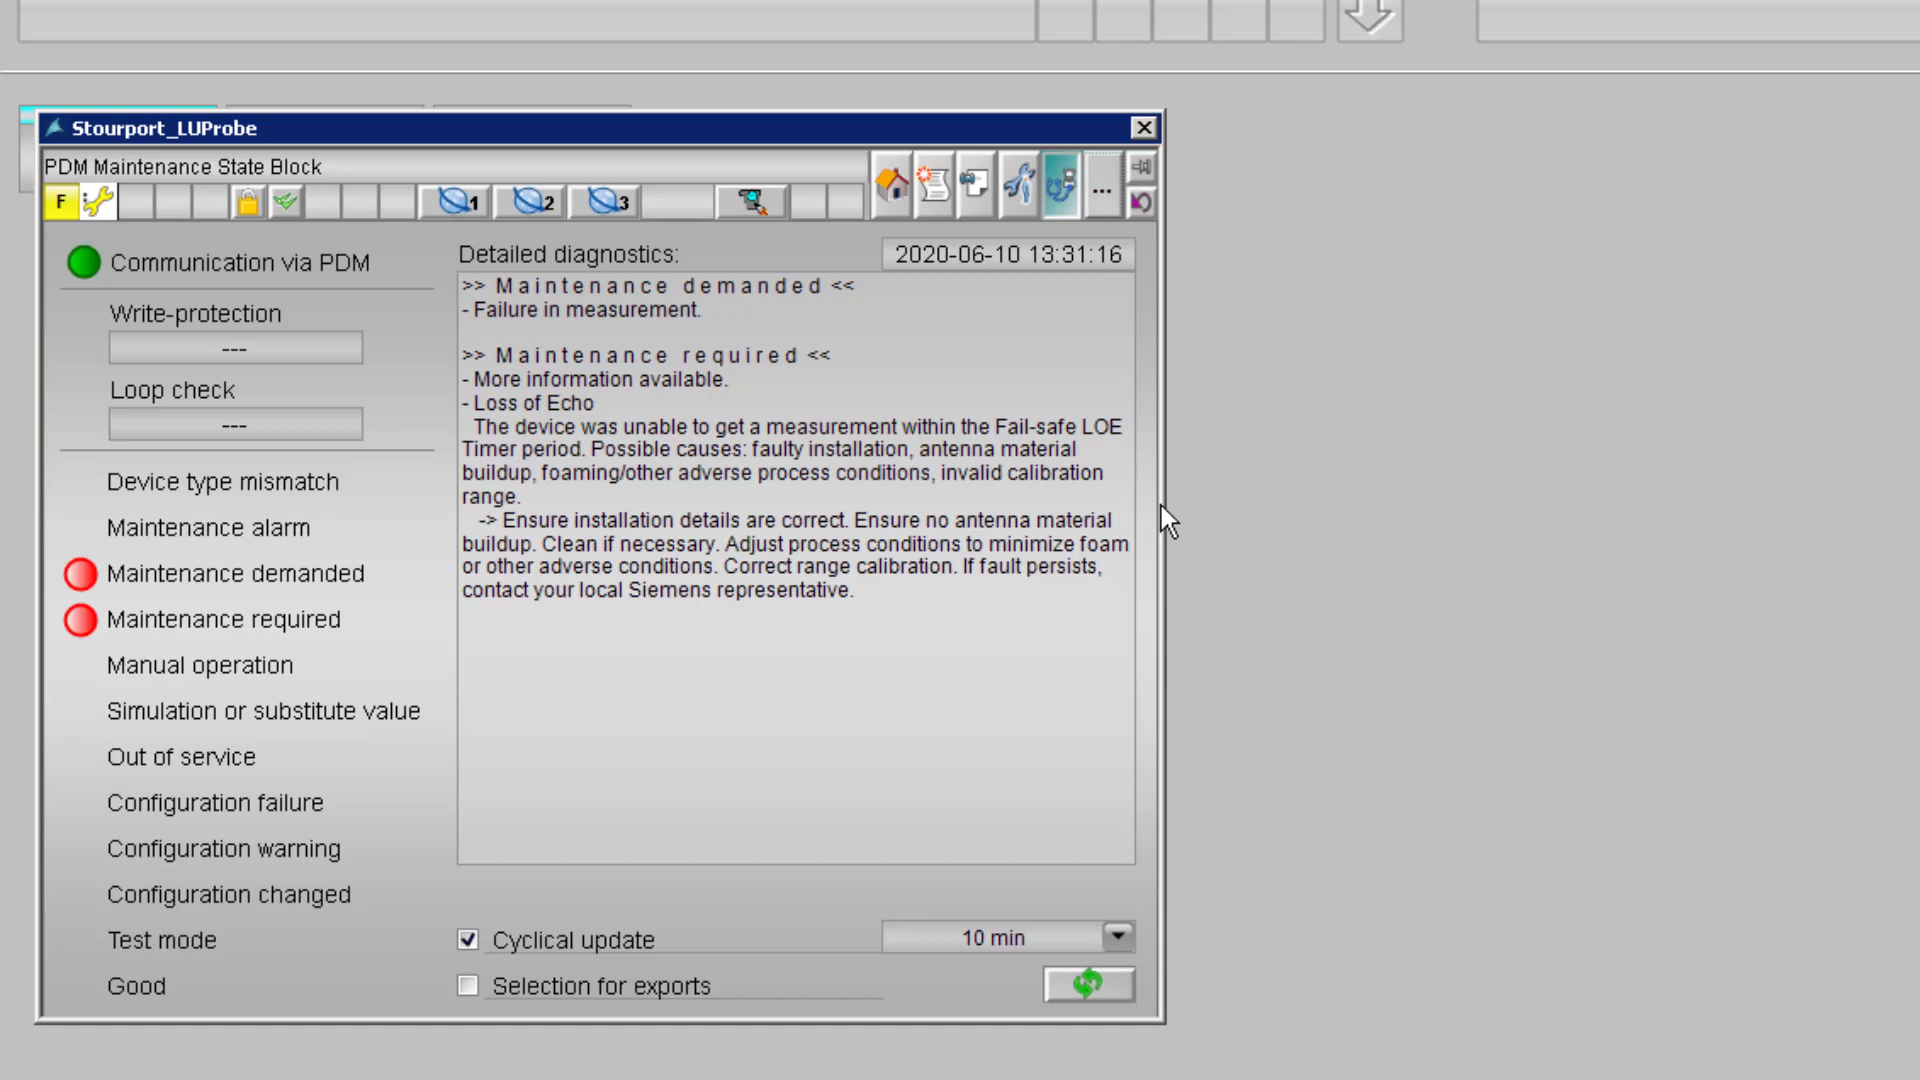 Stourport_LUProbe
PDM Maintenance State Block
F
1
2
3
...
Communication via PDM
Write-protection
---
Loop check
---
Device type mismatch
Maintenance alarm
Maintenance demanded
Maintenance required
Manual operation
Simulation or substitute value
Out of service
Configuration failure
Configuration warning
Configuration changed
Test mode
Good
Detailed diagnostics:
2020-06-10 13:31:16
>> M a i n t e n a n c e   d e m a n d e d <<
- Failure in measurement.
>> M a i n t e n a n c e   r e q u i r e d <<
- More information available.
- Loss of Echo
The device was unable to get a measurement within the Fail-safe LOE
Timer period. Possible causes: faulty installation, antenna material
buildup, foaming/other adverse process conditions, invalid calibration
range.
-> Ensure installation details are correct. Ensure no antenna material
buildup. Clean if necessary. Adjust process conditions to minimize foam
or other adverse conditions. Correct range calibration. If fault persists,
contact your local Siemens representative.
Cyclical update
10 min
Selection for exports